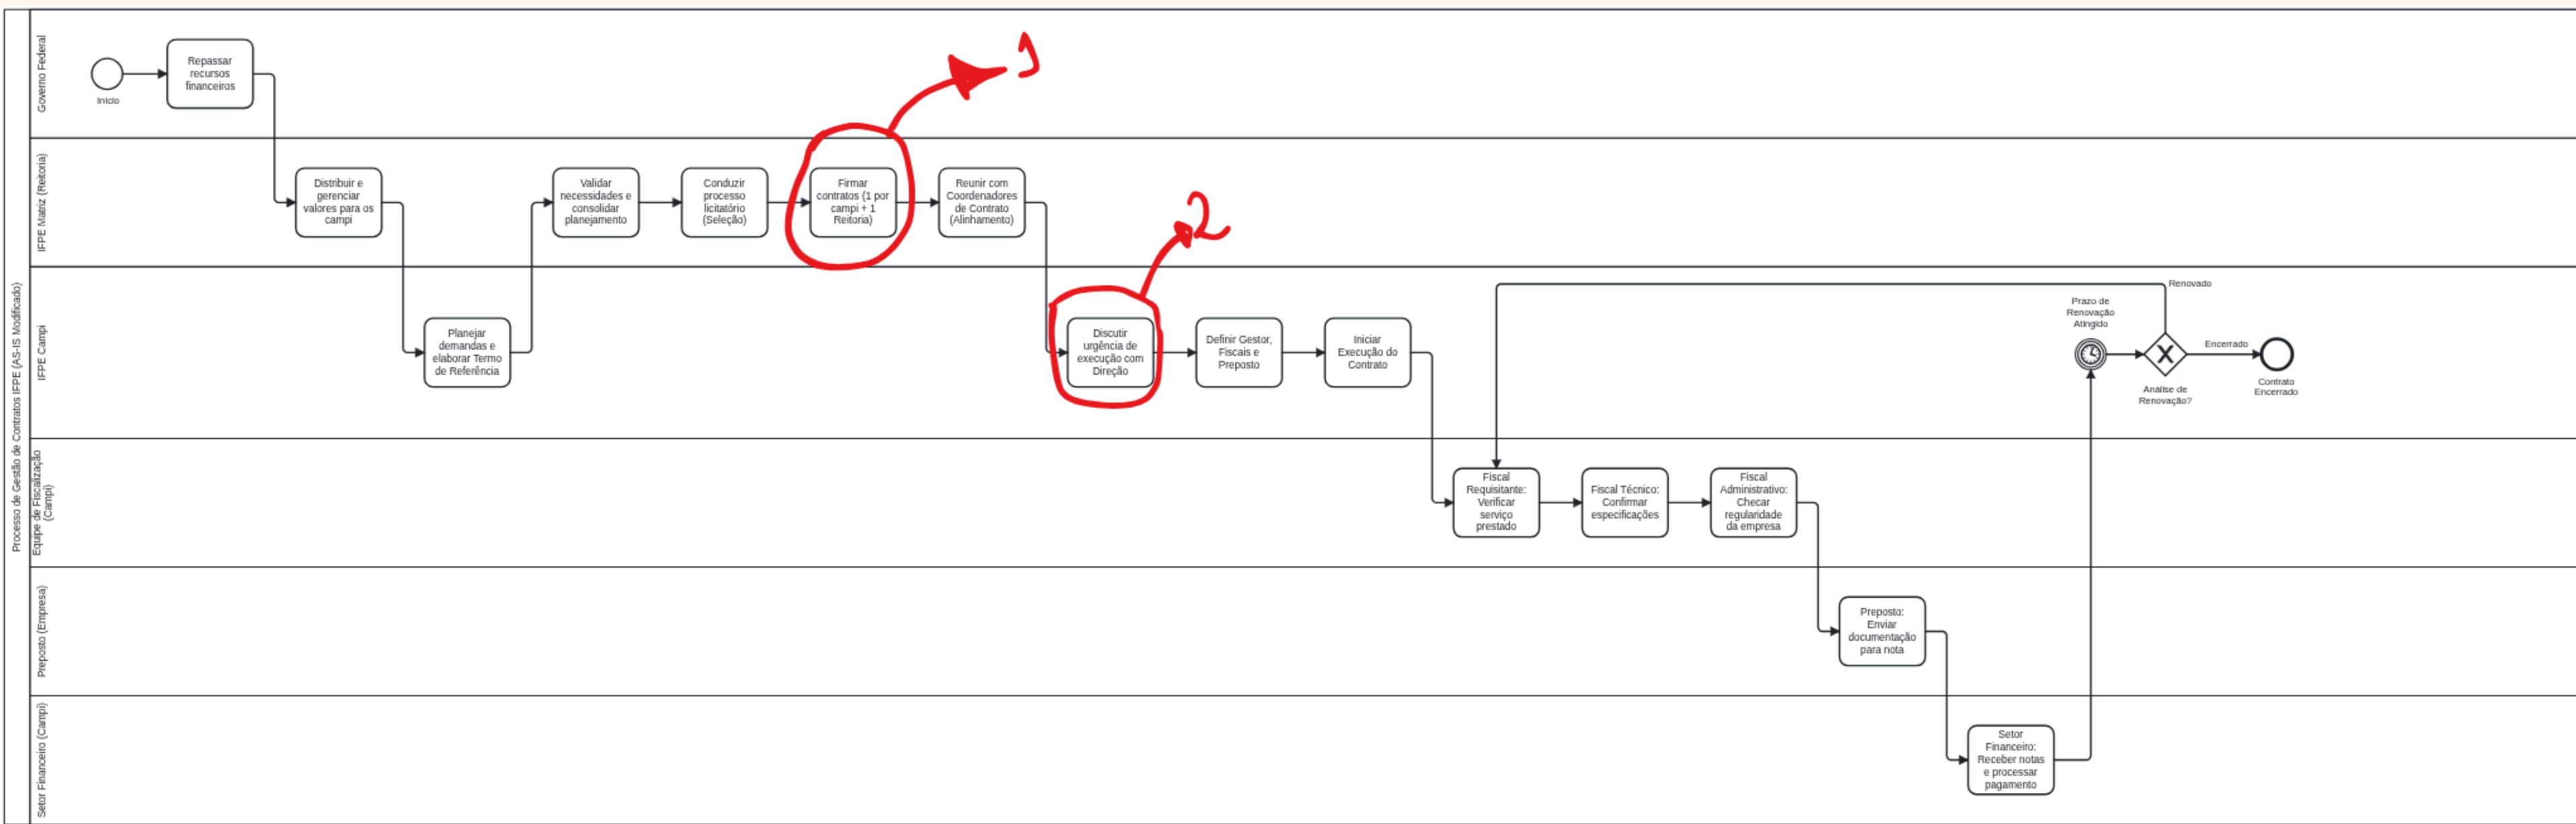 Processo de Gestão de Contratos IFPE (AS-IS Modificado)
Governo Federal
Início
Repassar
recursos
financeiros
IFPE Matriz (Reitoria)
Distribuir e
gerenciar
valores para os
campi
Validar
necessidades e
consolidar
planejamento
Conduzir
processo
licitatório
(Seleção)
Firmar
contratos (1 por
campi + 1
Reitoria)
Reunir com
Coordenadores
de Contrato
(Alinhamento)
2
IFPE Campi
Planejar
demandas e
elaborar Termo
de Referência
Discutir
urgência de
execução com
Direção
Definir Gestor,
Fiscais e
Preposto
Iniciar
Execução do
Contrato
Prazo de
Renovação
Atingido
Renovado
Análise de
Renovação?
Encerrado
Contrato
Encerrado
Equipe de Fiscalização
(Campi)
Fiscal
Requisitante:
Verificar
serviço
prestado
Fiscal Técnico:
Confirmar
especificações
Fiscal
Administrativo:
Checar
regularidade
da empresa
Preposto (Empresa)
Preposto:
Enviar
documentação
para nota
Setor Financeiro (Campi)
Setor
Financeiro:
Receber notas
e processar
pagamento